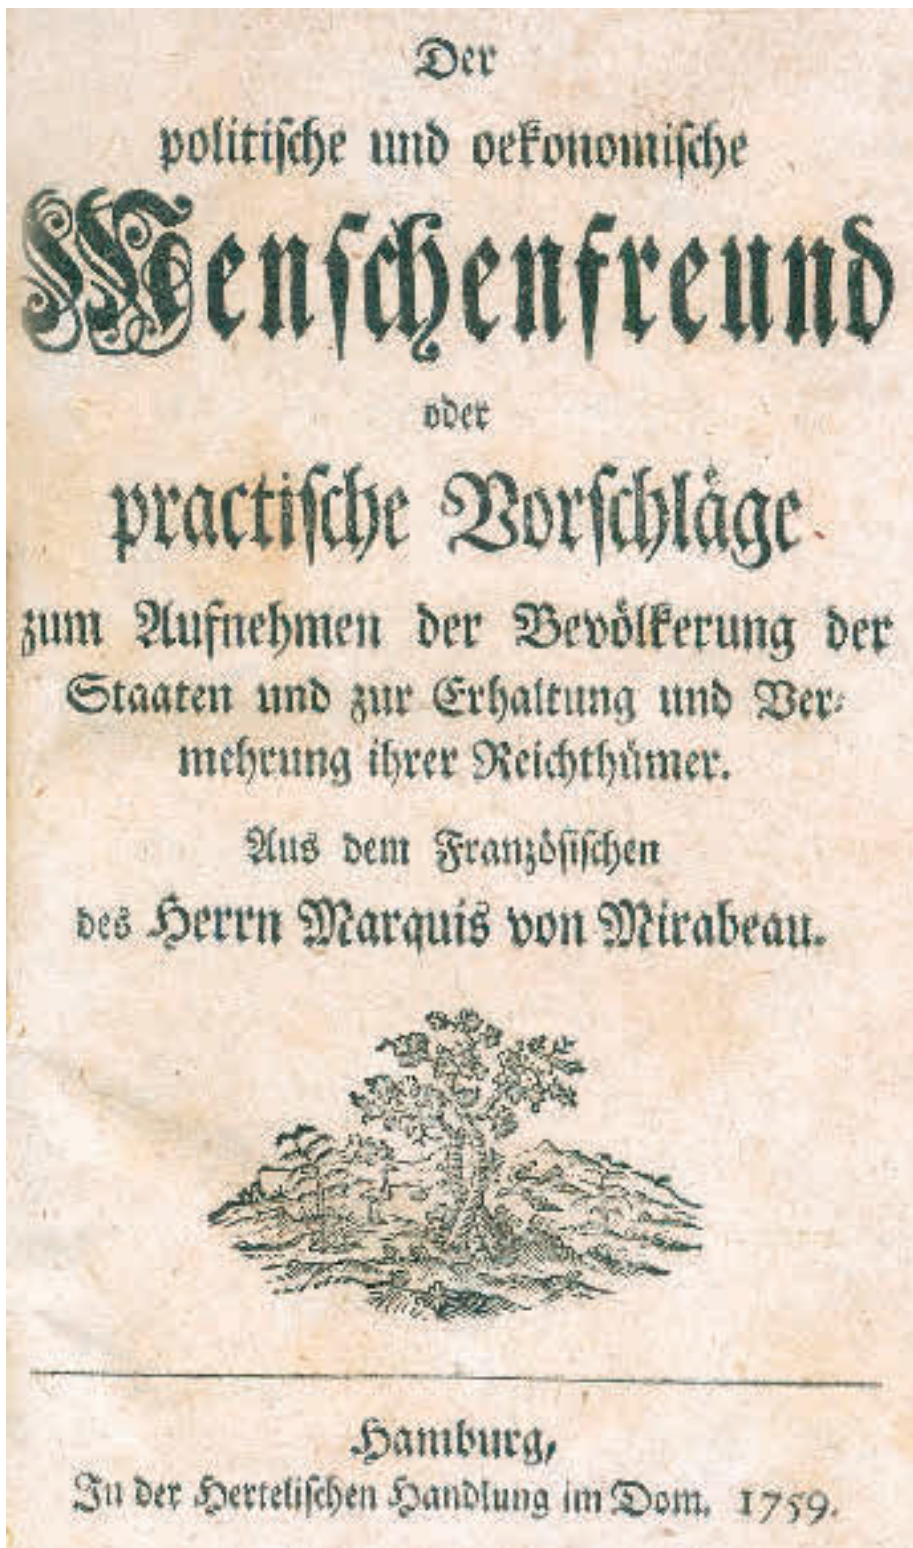 Der
politische und oekonomische
Menschenfreund
oder
practische Vorschläge
zum Aufnehmen der Bevölkerung der
Staaten und zur Erhaltung und Ver-
mehrung ihrer Reichthümer.
Aus dem Französischen
des Herrn Marquis von Mirabeau.
Hamburg,
In der Hertelischen Handlung im Dom. 1759.